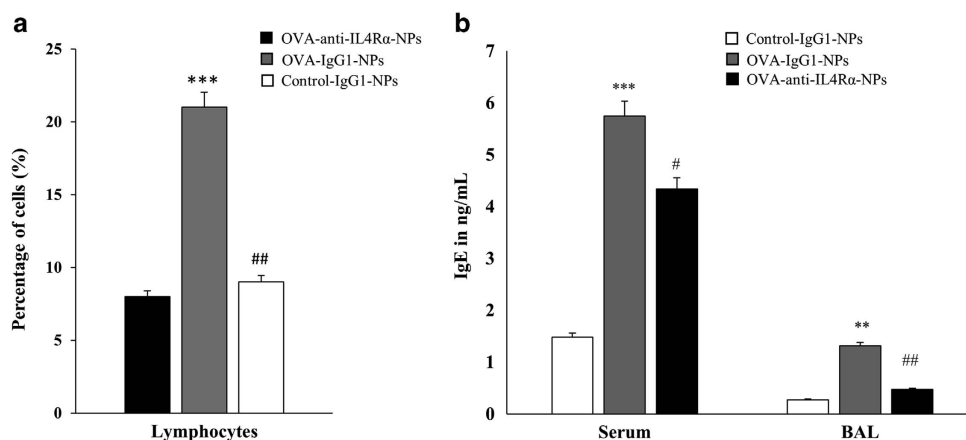 a
25
20
15
10
5
0
Percentage of cells (%)
OVA-anti-IL4Rα-NPs
OVA-IgG1-NPs
Control-IgG1-NPs
***
##
Lymphocytes
b
7
6
5
4
3
2
1
0
IgE in ng/mL
Control-IgG1-NPs
OVA-IgG1-NPs
OVA-anti-IL4Rα-NPs
***
#
**
##
Serum
BAL